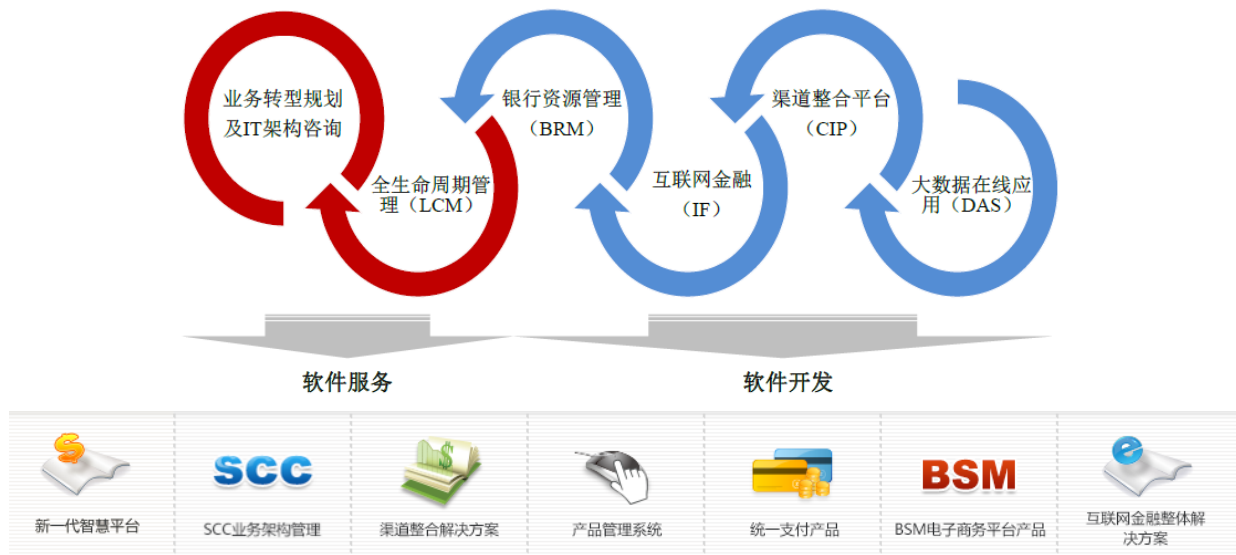 业务转型规划
及IT架构咨询
全生命周期管
理（LCM）
银行资源管理
（BRM）
互联网金融
（IF）
渠道整合平台
（CIP）
大数据在线应
用（DAS）
软件服务
软件开发
新一代智慧平台
SCC
SCC业务架构管理
$
渠道整合解决方案
产品管理系统
统一支付产品
BSM
BSM电子商务平台产品
互联网金融整体解
决方案